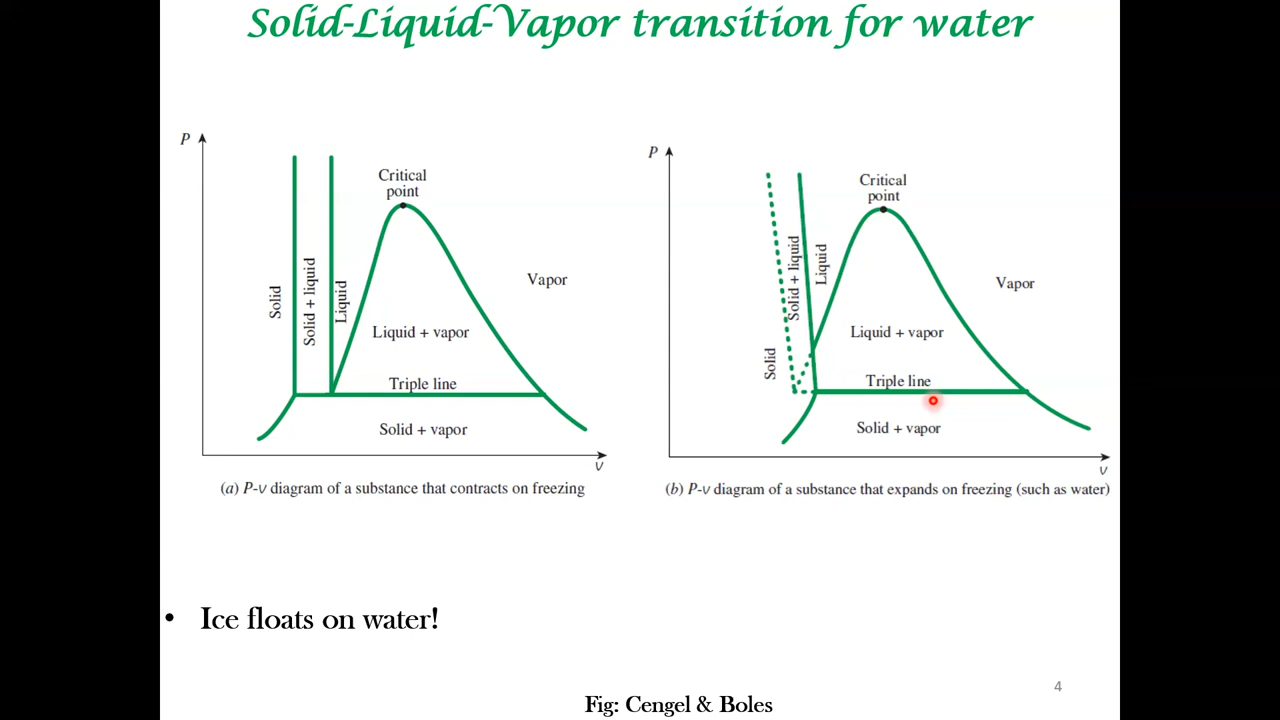 Solid-Liquid-Vapor transition for water
P
Critical
point
Solid
Solid + liquid
Liquid
Vapor
Liquid + vapor
Triple line
Solid + vapor
v
(a) P-v diagram of a substance that contracts on freezing
P
Critical
point
Solid
Solid + liquid
Liquid
Vapor
Liquid + vapor
Triple line
Solid + vapor
v
(b) P-v diagram of a substance that expands on freezing (such as water)
• Ice floats on water!
4
Fig: Cengel & Boles